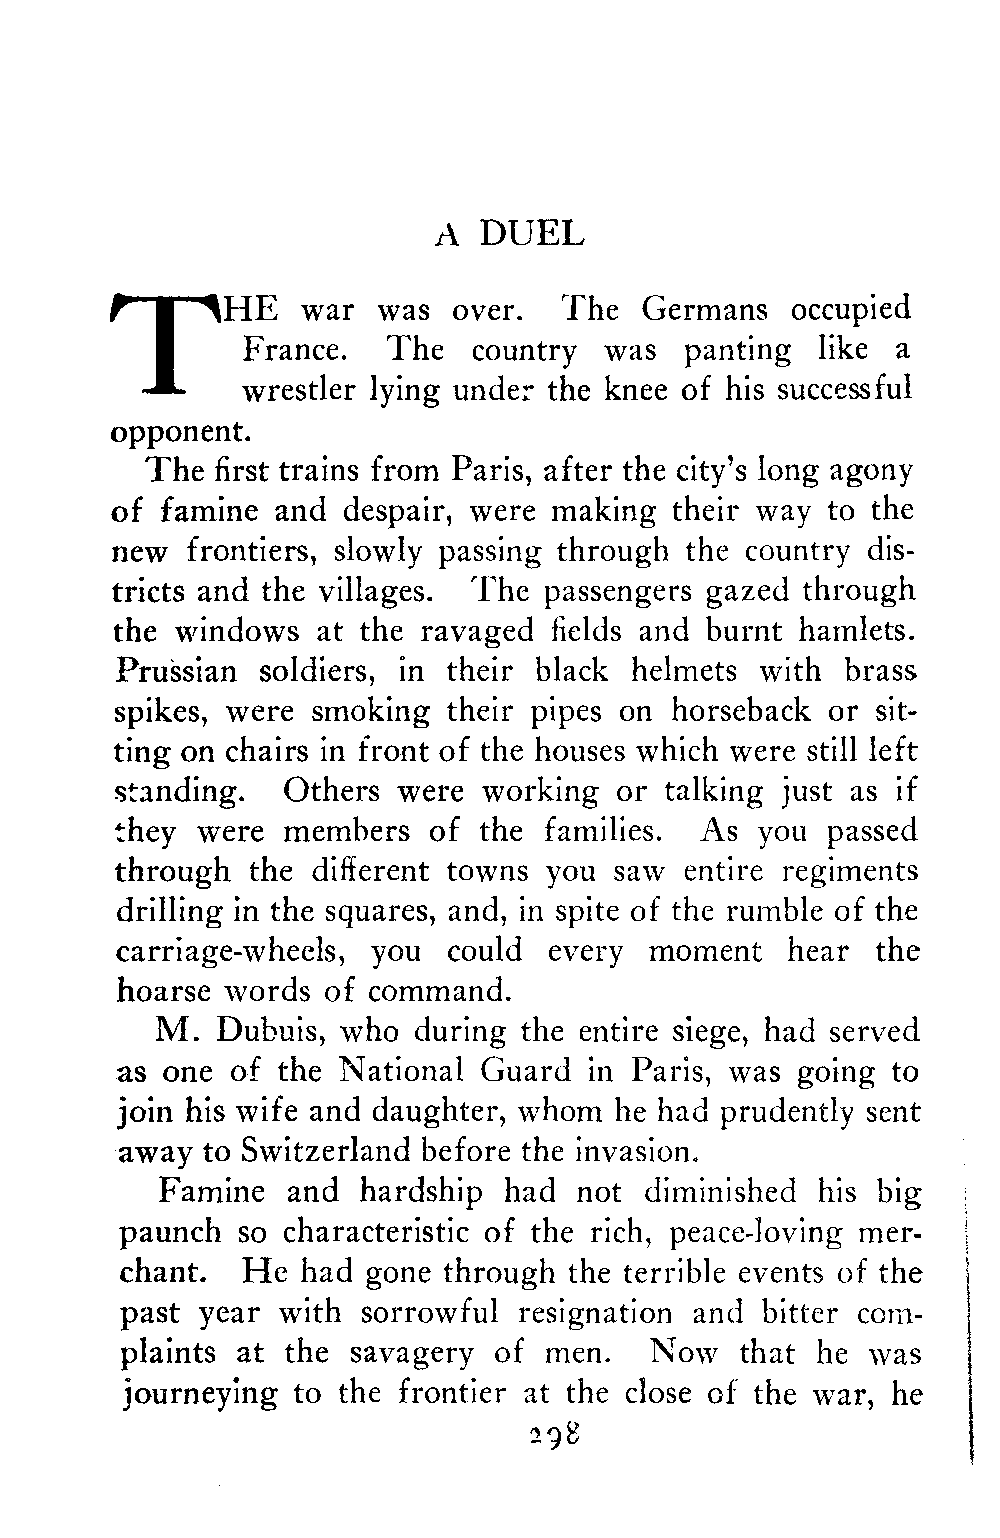 A DUEL
THE war was over. The Germans occupied
France. The country was panting like a
wrestler lying under the knee of his successful
opponent.
The first trains from Paris, after the city's long agony
of famine and despair, were making their way to the
new frontiers, slowly passing through the country dis-
tricts and the villages. The passengers gazed through
the windows at the ravaged fields and burnt hamlets.
Prussian soldiers, in their black helmets with brass
spikes, were smoking their pipes on horseback or sit-
ting on chairs in front of the houses which were still left
standing. Others were working or talking just as if
they were members of the families. As you passed
through the different towns you saw entire regiments
drilling in the squares, and, in spite of the rumble of the
carriage-wheels, you could every moment hear the
hoarse words of command.
M. Dubuis, who during the entire siege, had served
as one of the National Guard in Paris, was going to
join his wife and daughter, whom he had prudently sent
away to Switzerland before the invasion.
Famine and hardship had not diminished his big
paunch so characteristic of the rich, peace-loving mer-
chant. He had gone through the terrible events of the
past year with sorrowful resignation and bitter com-
plaints at the savagery of men. Now that he was
journeying to the frontier at the close of the war, he
298